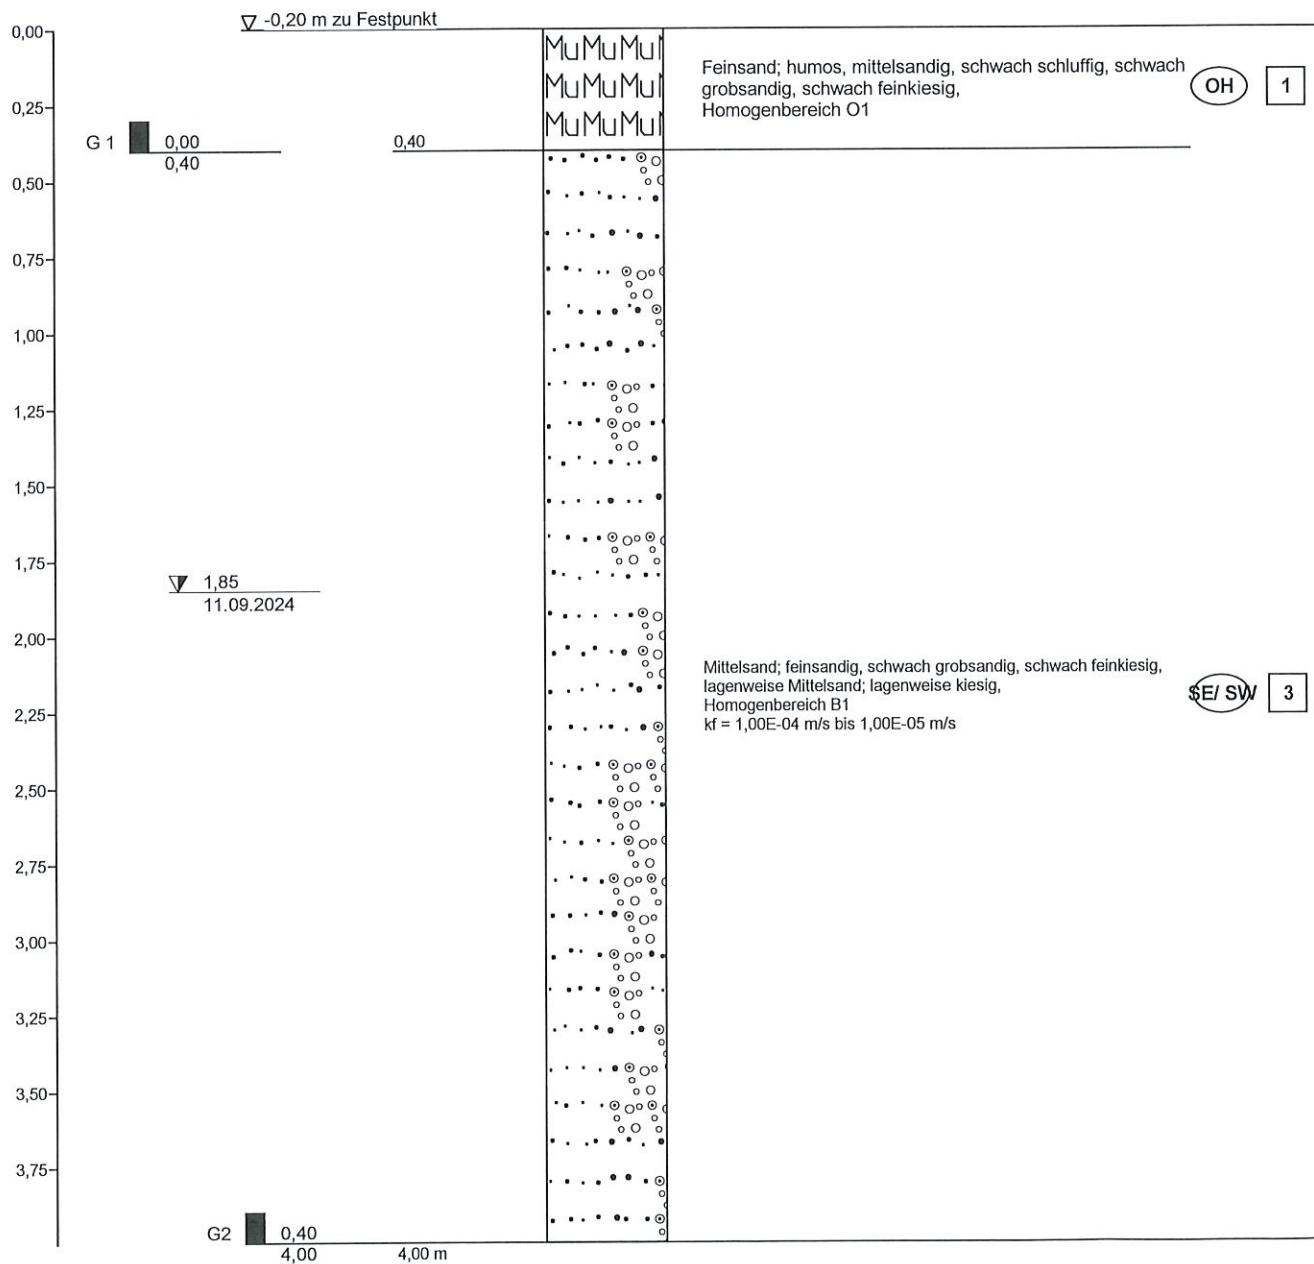 -0,20 m zu Festpunkt
0,00
MuMuMu
MuMuMu
MuMuMu
Feinsand; humos, mittelsandig, schwach schluffig, schwach
grobsandig, schwach feinkiesig,
Homogenbereich O1
OH 1
0,25
G 1 0,00
0,40
0,40
0,50
0,75
1,00
1,25
1,50
1,75
1,85
11.09.2024
2,00
Mittelsand; feinsandig, schwach grobsandig, schwach feinkiesig,
lagenweise Mittelsand; lagenweise kiesig,
Homogenbereich B1
kf = 1,00E-04 m/s bis 1,00E-05 m/s
SE/ SW 3
2,25
2,50
2,75
3,00
3,25
3,50
3,75
G2 0,40
4,00
4,00 m